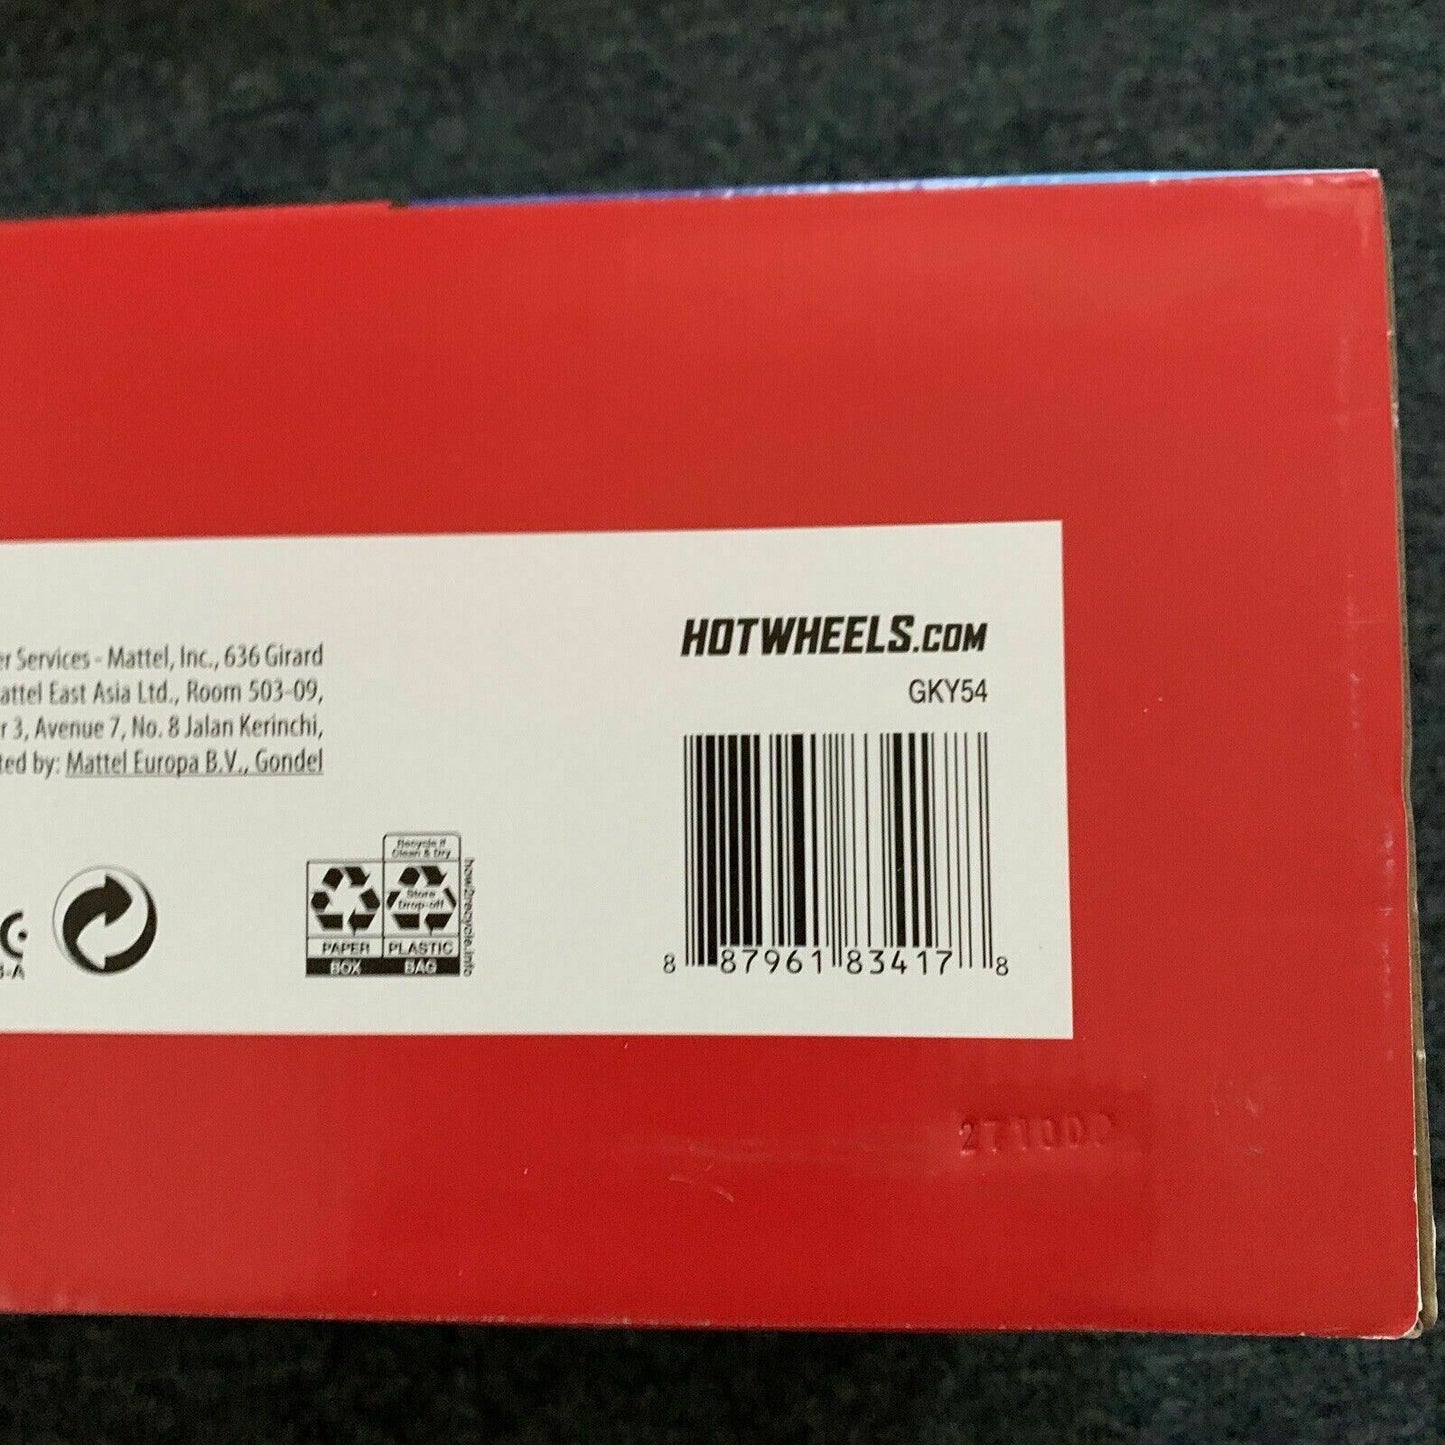 er Services - Mattel, Inc., 636 Girard
attel East Asia Ltd., Room 503-09,
r 3, Avenue 7, No. 8 Jalan Kerinchi,
ted by: Mattel Europa B.V., Gondel
HOTWHEELS.COM
GKY54
8 87961 83417 8
Recycle if
Clean & Dry
Store
Drop-off
PAPER PLASTIC
BOX BAG
how2recycle.info
-A